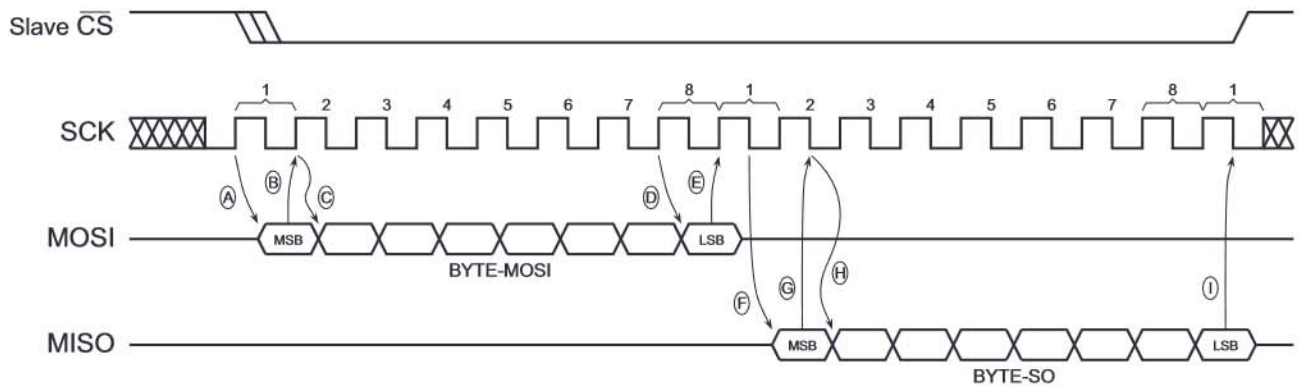 Slave C̅S̅
1 2 3 4 5 6 7 8 1 2 3 4 5 6 7 8 1
SCK
A B C D E
MOSI MSB LSB
BYTE-MOSI
F G H I
MISO MSB LSB
BYTE-SO